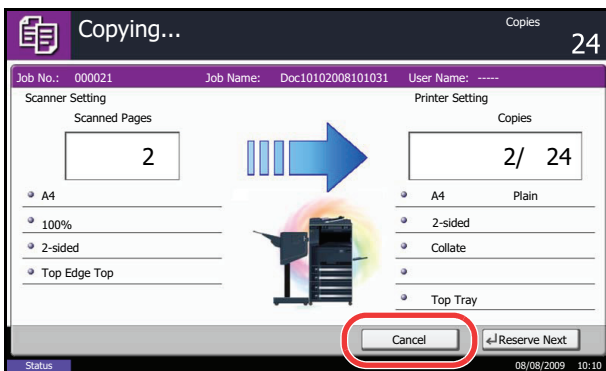 Copying...
Copies
24
Job No.: 000021 Job Name: Doc10102008101031 User Name: -----
Scanner Setting
Printer Setting
Scanned Pages
Copies
2
2/ 24
A4
A4 Plain
100%
2-sided
2-sided
Collate
Top Edge Top
Top Tray
Cancel
Reserve Next
Status
08/08/2009 10:10